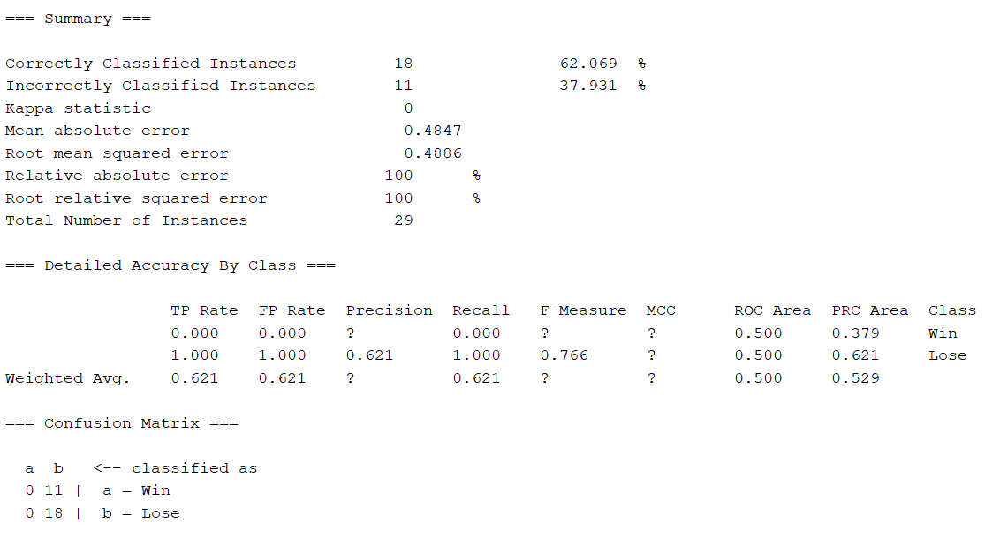 === Summary ===
Correctly Classified Instances 18 62.069 %
Incorrectly Classified Instances 11 37.931 %
Kappa statistic 0
Mean absolute error 0.4847
Root mean squared error 0.4886
Relative absolute error 100 %
Root relative squared error 100 %
Total Number of Instances 29
=== Detailed Accuracy By Class ===
TP Rate FP Rate Precision Recall F-Measure MCC ROC Area PRC Area Class
0.000 0.000 ? 0.000 ? ? 0.500 0.379 Win
1.000 1.000 0.621 1.000 0.766 ? 0.500 0.621 Lose
Weighted Avg. 0.621 0.621 ? 0.621 ? ? 0.500 0.529
=== Confusion Matrix ===
a b <-- classified as
0 11 | a = Win
0 18 | b = Lose